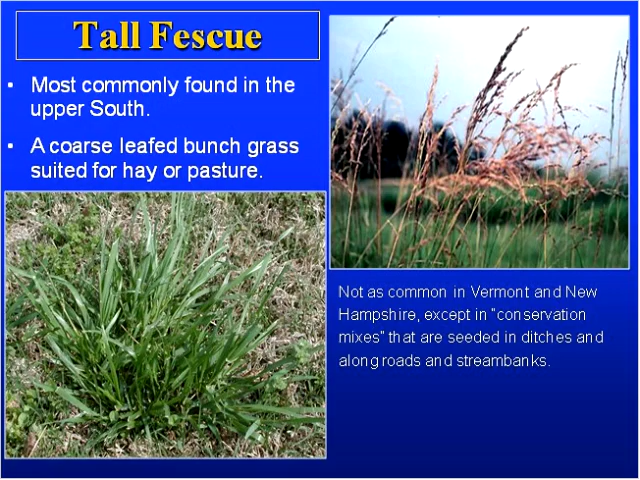 Tall Fescue
• Most commonly found in the
upper South.
• A coarse leafed bunch grass
suited for hay or pasture.
Not as common in Vermont and New
Hampshire, except in "conservation
mixes" that are seeded in ditches and
along roads and streambanks.